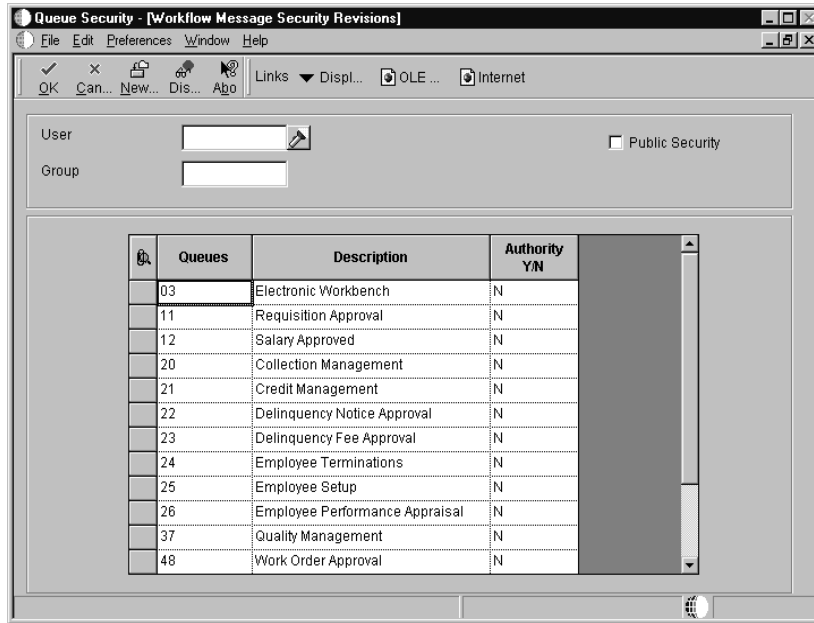 Queue Security - [Workflow Message Security Revisions]
File Edit Preferences Window Help
OK Can... New... Dis... Abo Links Displ... OLE ... Internet
User
Public Security
Group
Queues Description Authority Y/N
03 Electronic Workbench N
11 Requisition Approval N
12 Salary Approved N
20 Collection Management N
21 Credit Management N
22 Delinquency Notice Approval N
23 Delinquency Fee Approval N
24 Employee Terminations N
25 Employee Setup N
26 Employee Performance Appraisal N
37 Quality Management N
48 Work Order Approval N